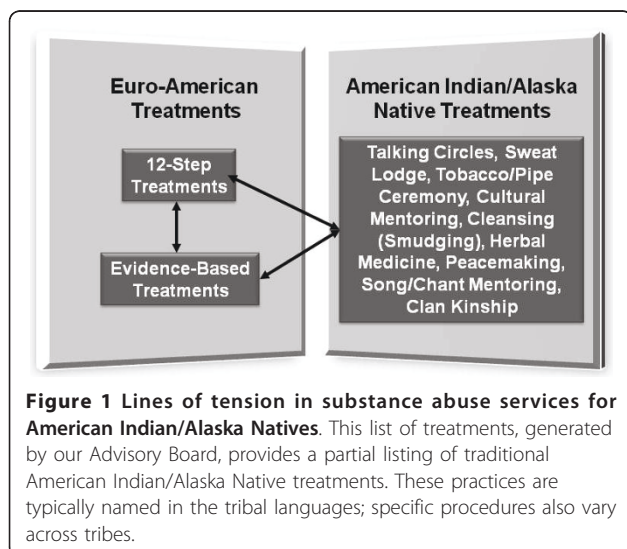 Euro-American
Treatments
12-Step
Treatments
Evidence-Based
Treatments
American Indian/Alaska
Native Treatments
Talking Circles, Sweat
Lodge, Tobacco/Pipe
Ceremony, Cultural
Mentoring, Cleansing
(Smudging), Herbal
Medicine, Peacemaking,
Song/Chant Mentoring,
Clan Kinship
Figure 1 Lines of tension in substance abuse services for
American Indian/Alaska Natives. This list of treatments, generated
by our Advisory Board, provides a partial listing of traditional
American Indian/Alaska Native treatments. These practices are
typically named in the tribal languages; specific procedures also vary
across tribes.